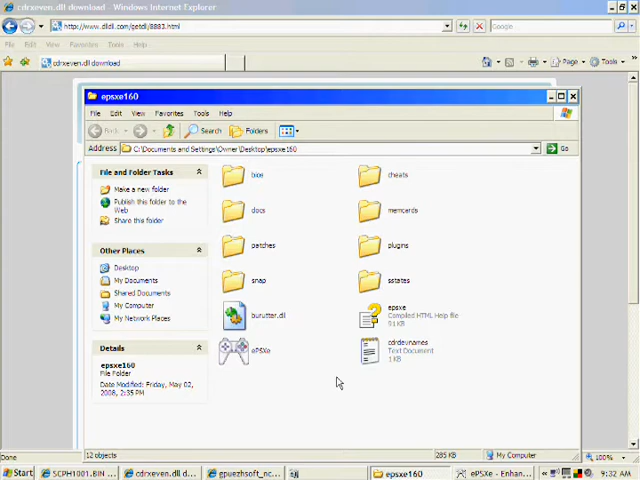 cdrxeven.dll download - Windows Internet Explorer
http://www.dlldll.com/getdll/8883.html
Google
File Edit View Favorites Tools Help
cdrxeven.dll download
Page Tools
epsxe160
File Edit View Favorites Tools Help
Back Search Folders
Address C:\Documents and Settings\Owner\Desktop\epsxe160 Go
File and Folder Tasks
Make a new folder
Publish this folder to the
Web
Share this folder
Other Places
Desktop
My Documents
Shared Documents
My Computer
My Network Places
Details
epsxe160
File Folder
Date Modified: Friday, May 02,
2008, 2:35 PM
bios cheats
docs memcards
patches plugins
snap sstates
burutter.dl
epsxe
Compiled HTML Help file
91 KB
ePSXe
cdrdevnames
Text Document
1 KB
12 objects 285 KB My Computer
Done 100%
Start SCPH1001.BIN ... cdrxeven.dll d... gpuezhsoft_nc... epsxe160 ePSXe - Enhan... 9:32 AM